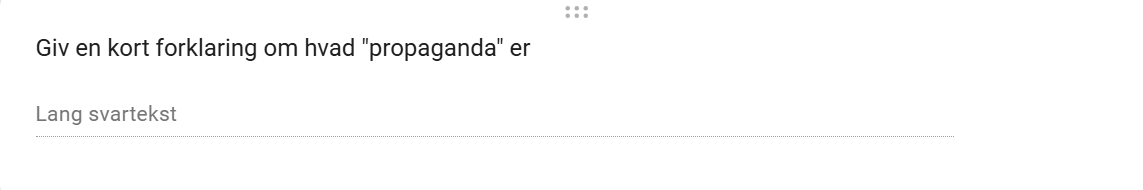 Giv en kort forklaring om hvad "propaganda" er
Lang svartekst